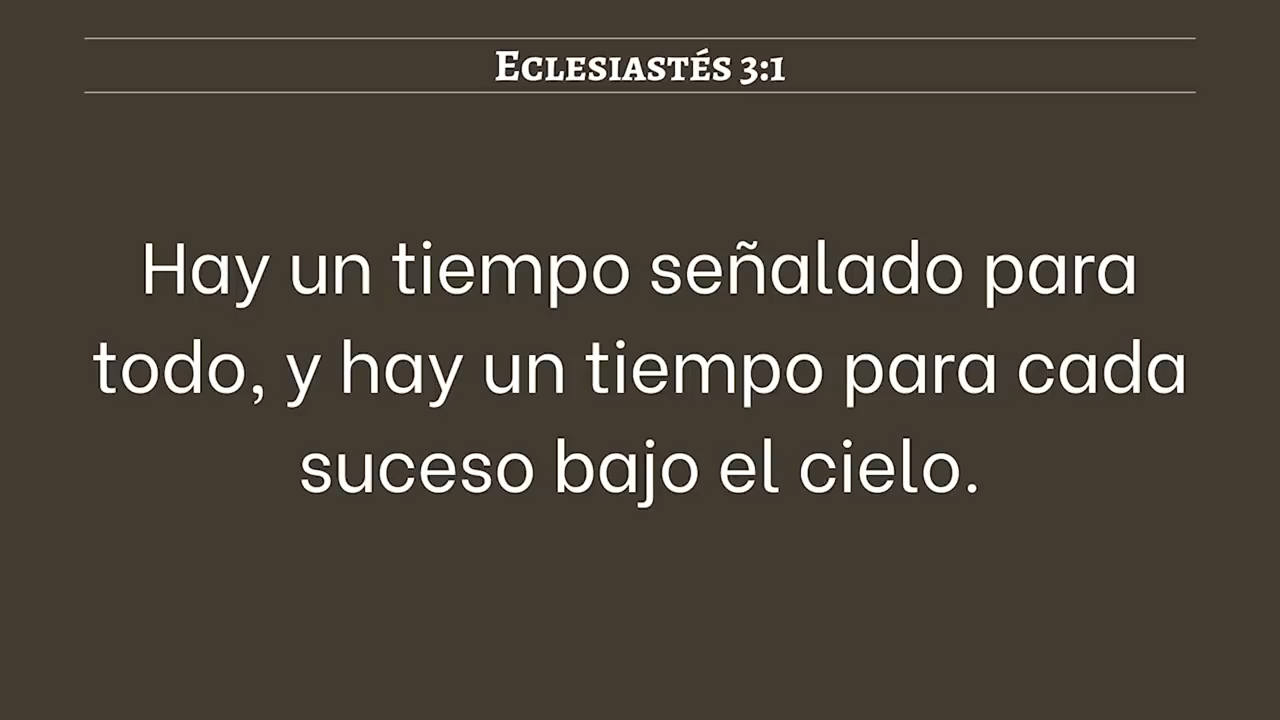 Eclesiastés 3:1
Hay un tiempo señalado para
todo, y hay un tiempo para cada
suceso bajo el cielo.